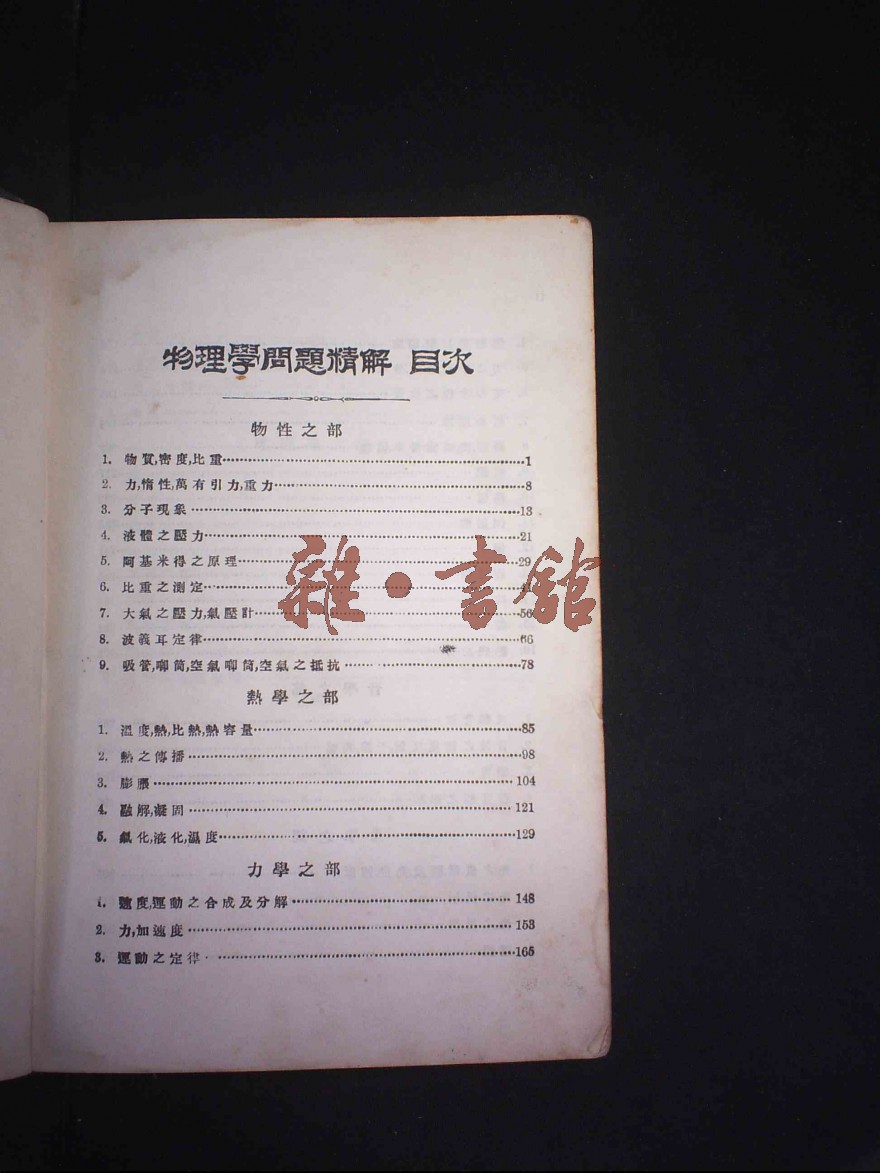 物理學問題精解 目次
物性之部
1. 物質,密度,比重……1
2. 力,惰性,萬有引力,重力……8
3. 分子現象……13
4. 液體之壓力……21
5. 阿基米得之原理……29
6. 比重之測定……
7. 大氣之壓力,氣壓計……56
8. 波義耳定律……66
9. 吸管,喞筒,空氣喞筒,空氣之抵抗……78
熱學之部
1. 溫度,熱,比熱,熱容量……85
2. 熱之傳播……98
3. 膨脹……104
4. 融解,凝固……121
5. 氣化,液化,濕度……129
力學之部
1. 速度,運動之合成及分解……148
2. 力,加速度……153
3. 運動之定律……165
雜·書館